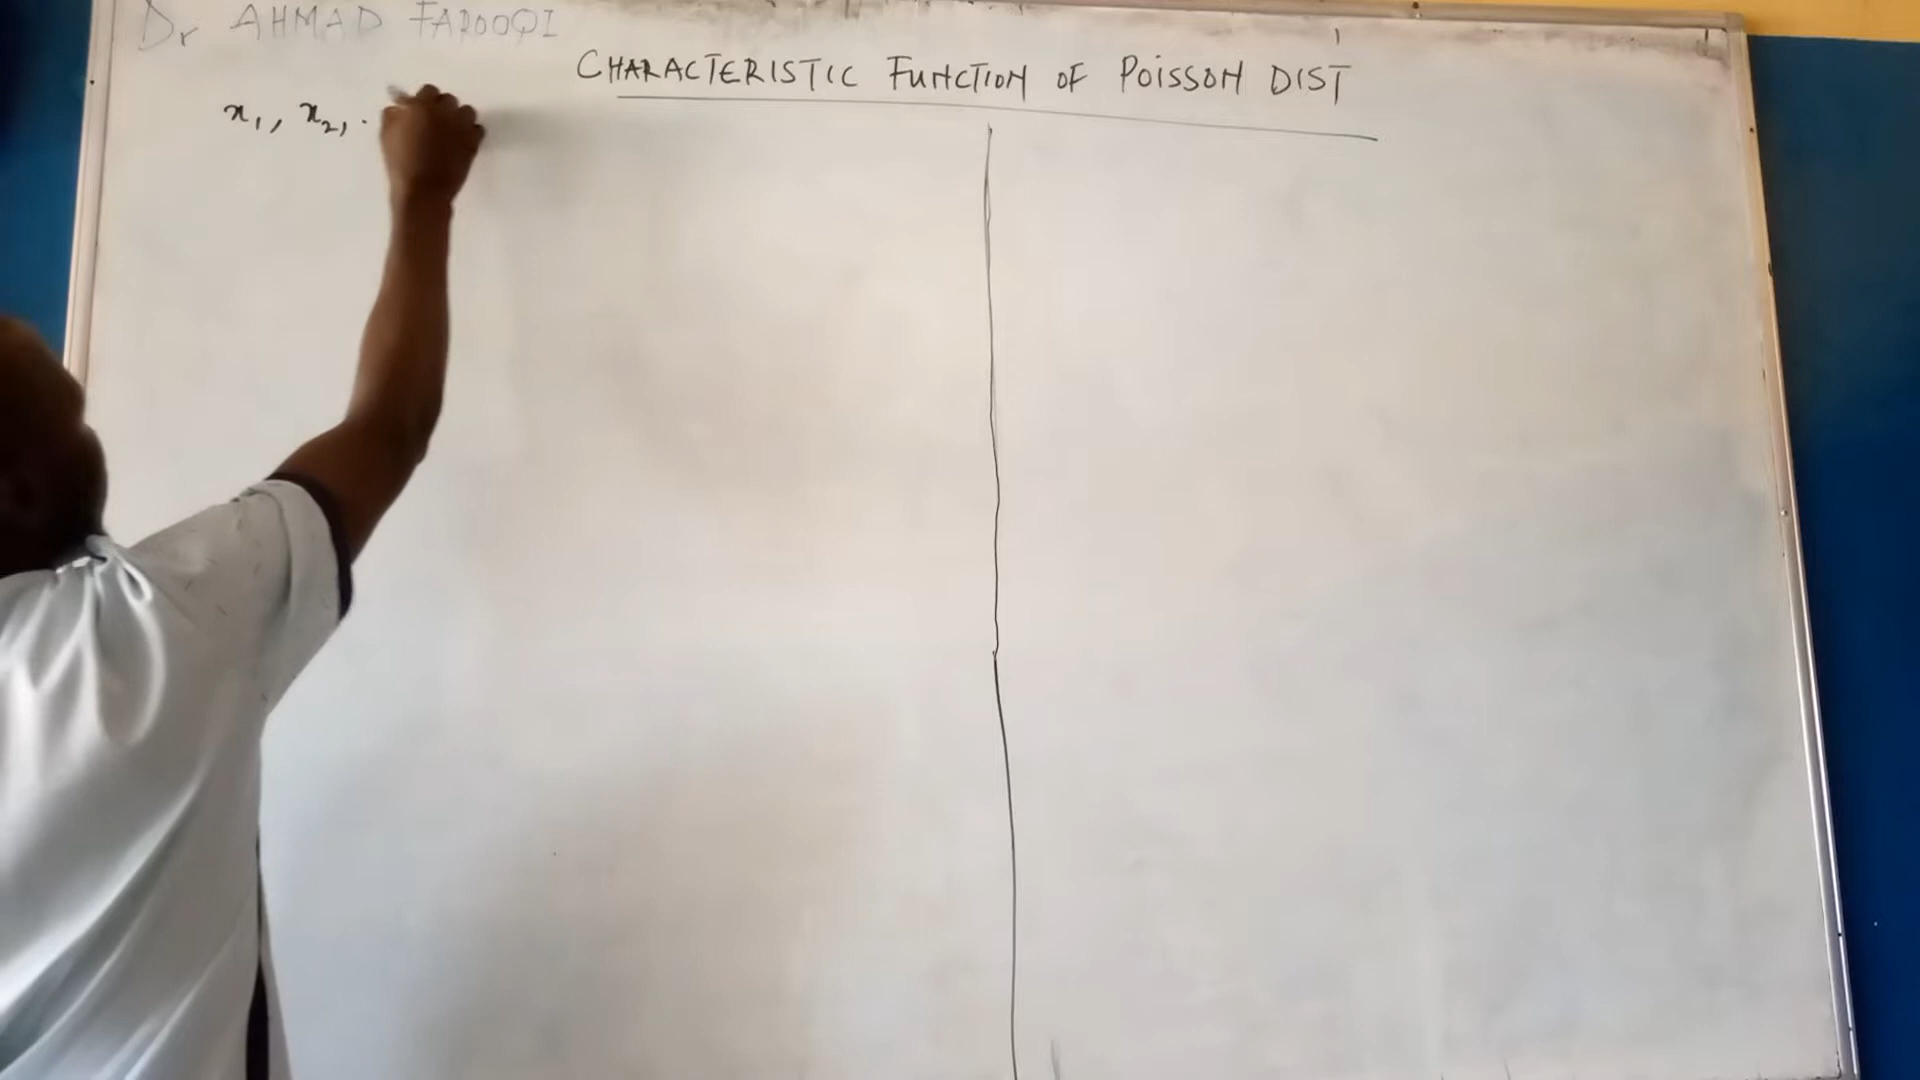 Dr AHMAD FAROOQI
CHARACTERISTIC FUNCTION OF POISSON DIST
x₁, x₂, .